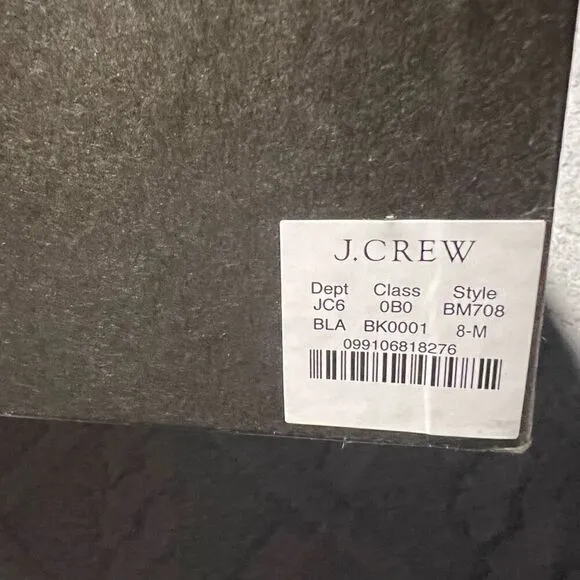 J.CREW
Dept Class Style
JC6 0B0 BM708
BLA BK0001 8-M
099106818276